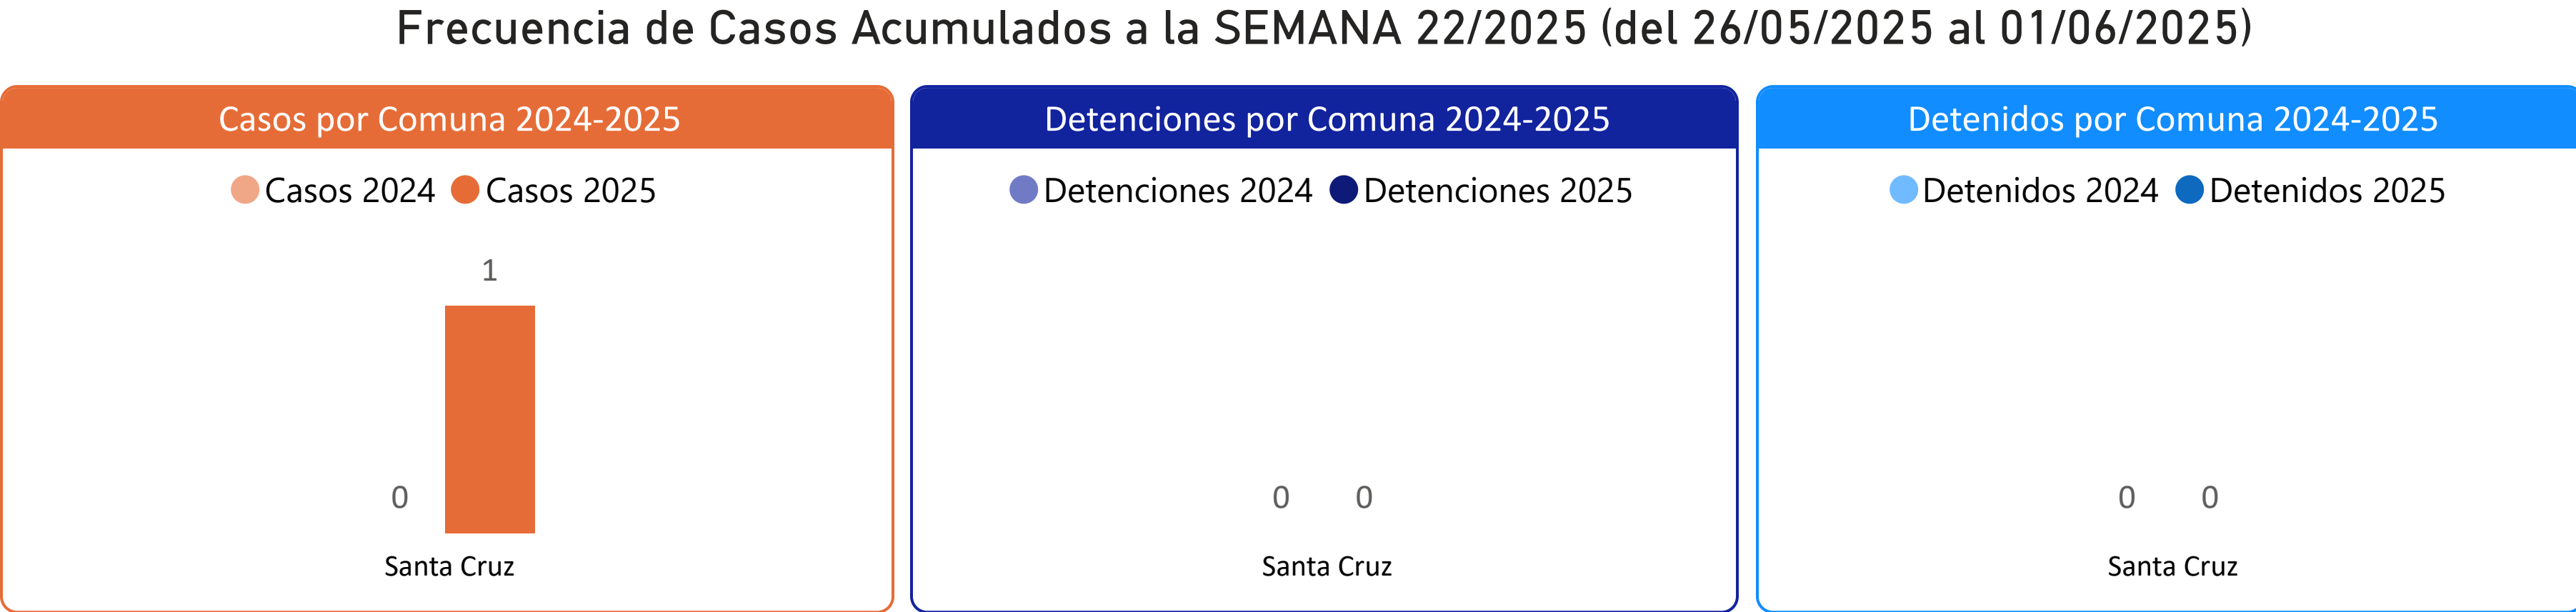 Frecuencia de Casos Acumulados a la SEMANA 22/2025 (del 26/05/2025 al 01/06/2025)
Casos por Comuna 2024-2025
Casos 2024 Casos 2025
1
0
Santa Cruz
Detenciones por Comuna 2024-2025
Detenciones 2024 Detenciones 2025
0 0
Santa Cruz
Detenidos por Comuna 2024-2025
Detenidos 2024 Detenidos 2025
0 0
Santa Cruz